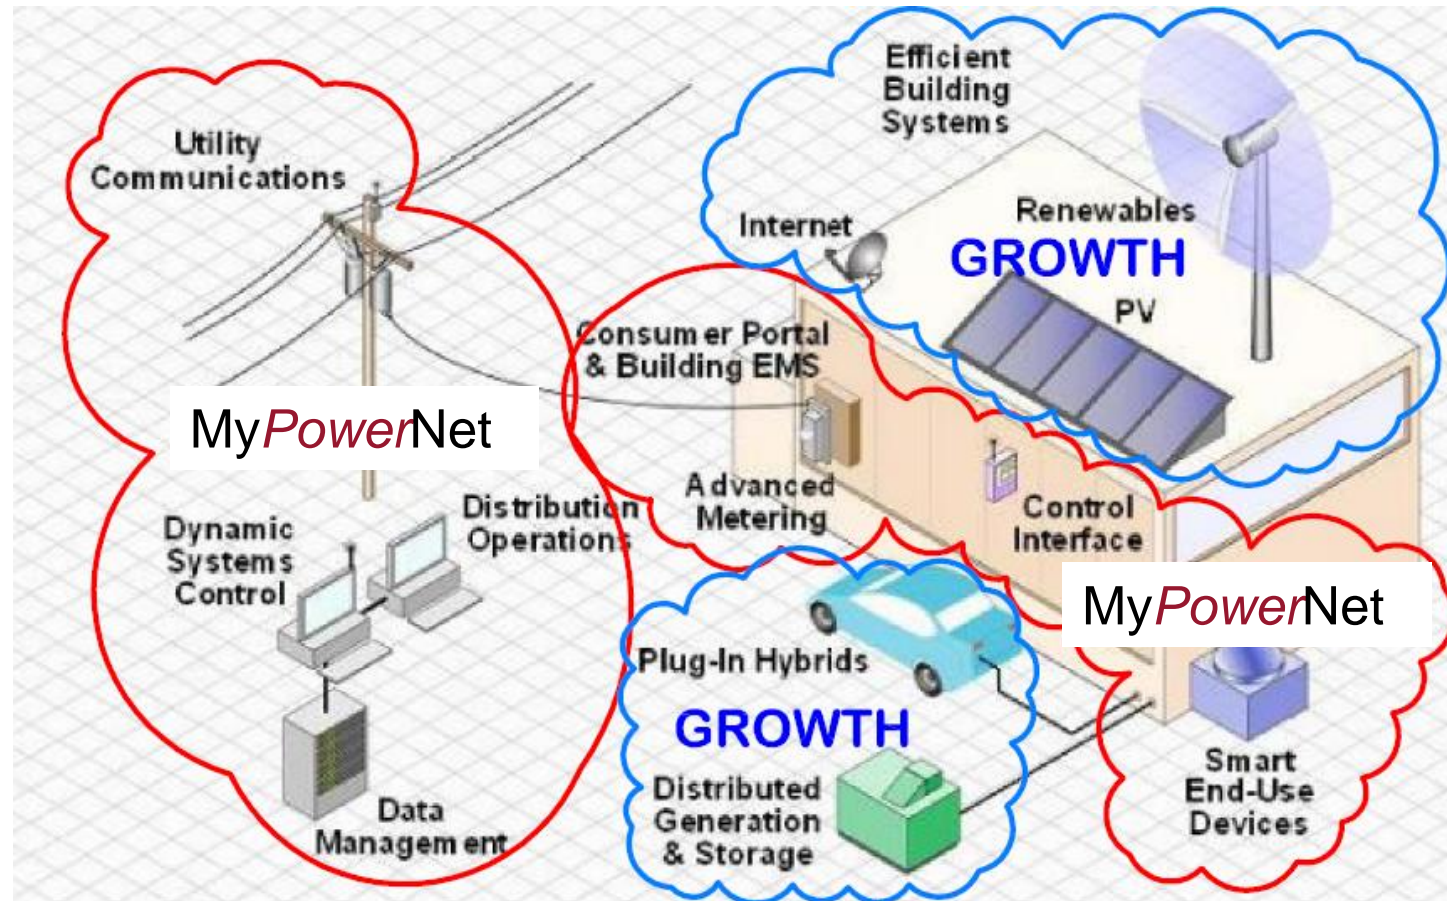 Efficient
Building
Systems
Utility
Communications
Internet
Renewables
GROWTH
PV
Consumer Portal
& Building EMS
MyPowerNet
Advanced
Metering
Control
Interface
Distribution
Operations
Dynamic
Systems
Control
MyPowerNet
Plug-In Hybrids
GROWTH
Distributed
Generation
& Storage
Smart
End-Use
Devices
Data
Management